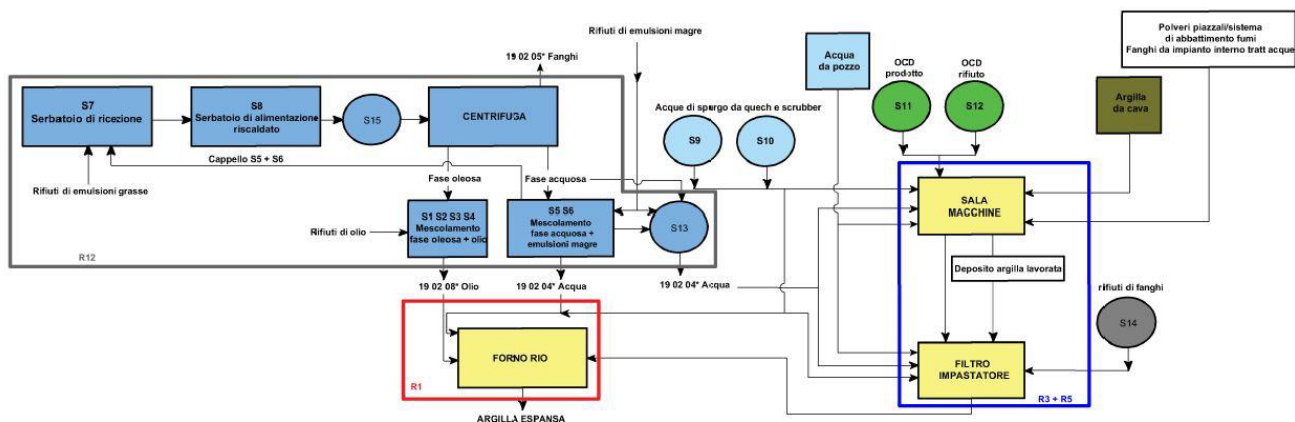 Polveri piazzali/sistema
di abbattimento fumi
Fanghi da impianto interno tratt acque
Rifiuti di emulsioni magre
19 02 05* Fanghi
Acqua
da pozzo
OCD
prodotto
OCD
rifiuto
S11
S12
Argilla
da cava
S7
Serbatoio di ricezione
S8
Serbatoio di alimentazione
riscaldato
S15
CENTRIFUGA
Acque di spurgo da quech e scrubber
S9
S10
Cappello S5 + S6
Rifiuti di emulsioni grasse
Fase oleosa
Fase acquosa
SALA
MACCHINE
S1 S2 S3 S4
Mescolamento
fase oleosa + olio
S5 S6
Mescolamento
fase acquosa +
emulsioni magre
S13
Rifiuti di olio
R12
Deposito argilla lavorata
19 02 08* Olio
19 02 04* Acqua
19 02 04* Acqua
rifiuti di fanghi
S14
FORNO RIO
FILTRO
IMPASTATORE
R1
R3 + R5
ARGILLA ESPANSA